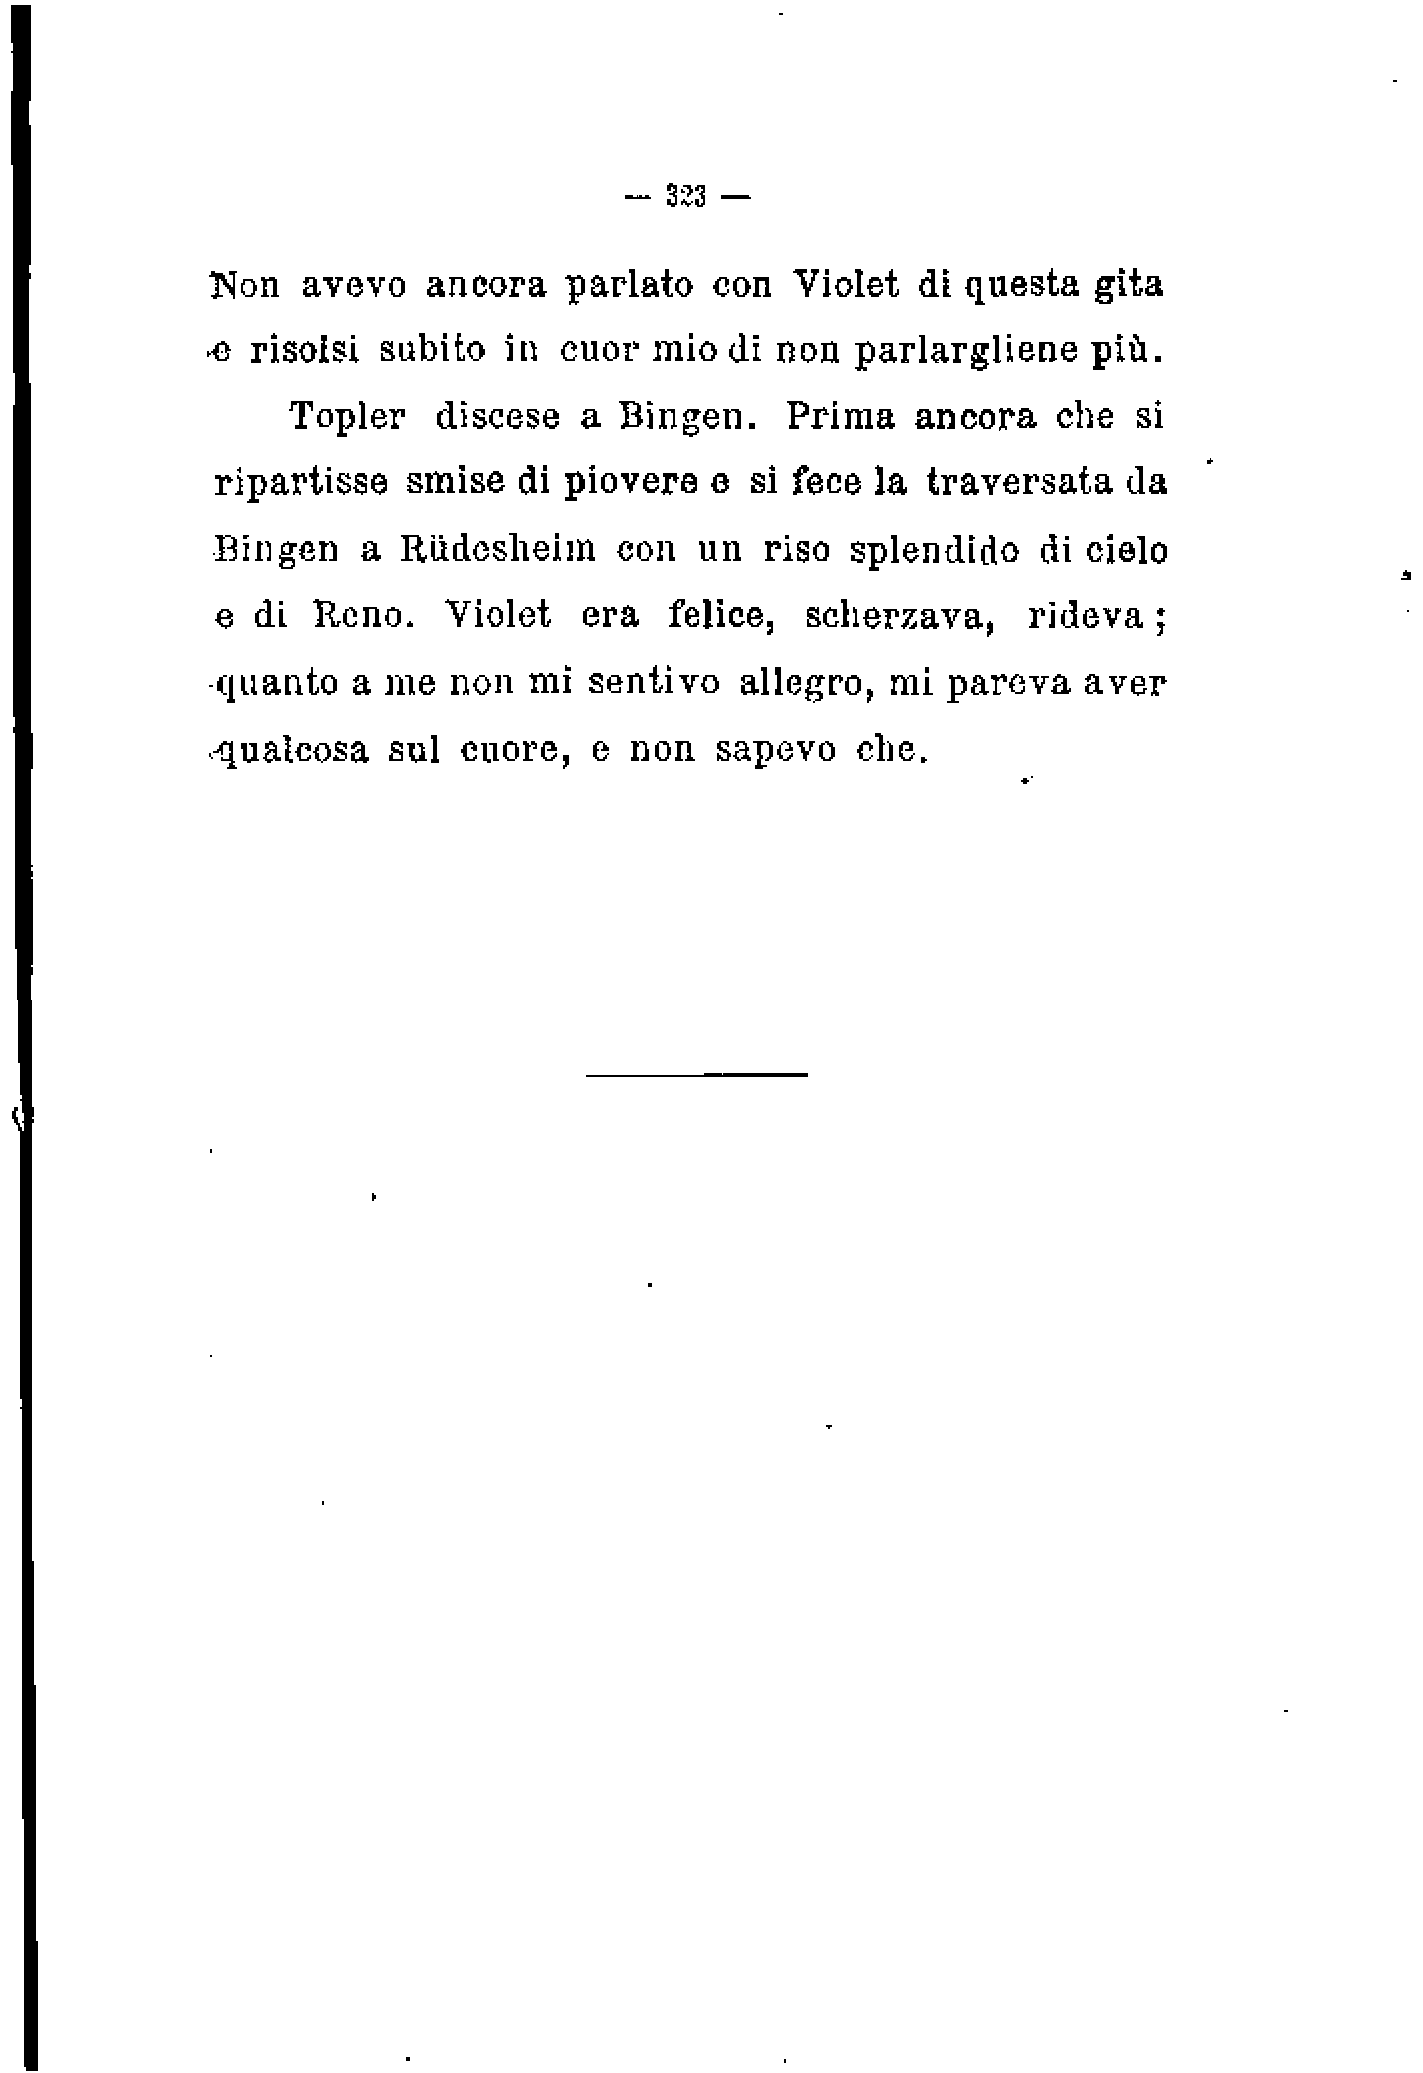 — 323 —
Non avevo ancora parlato con Violet di questa gita
e risolsi subito in cuor mio di non parlargliene più.
Topler discese a Bingen. Prima ancora che si
ripartisse smise di piovere e si fece la traversata da
Bingen a Rüdesheim con un riso splendido di cielo
e di Reno. Violet era felice, scherzava, rideva;
quanto a me non mi sentivo allegro, mi pareva aver
qualcosa sul cuore, e non sapevo che.